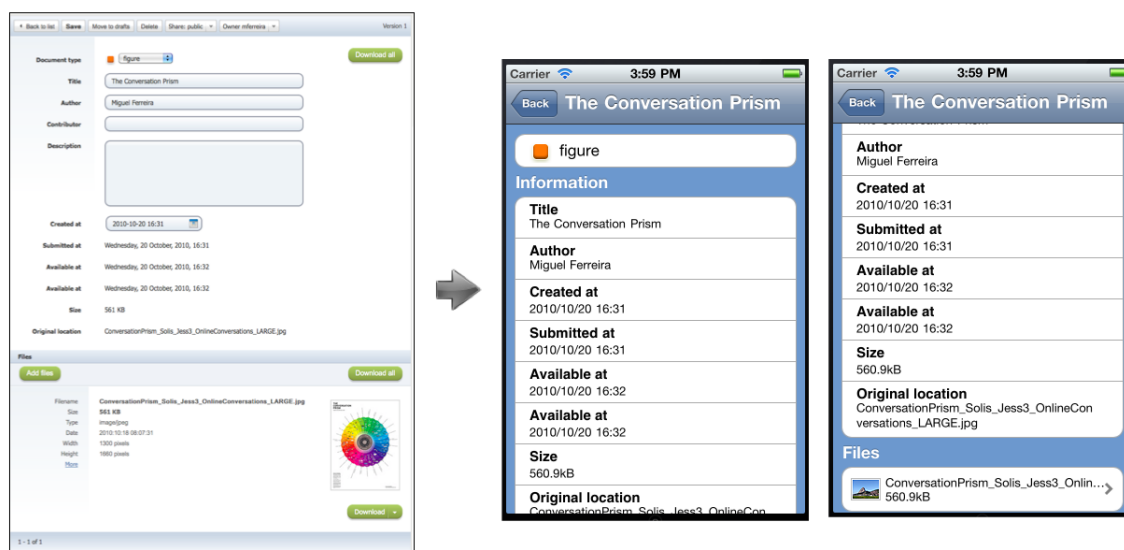 Back to list Save Move to drafts Delete Share: public Owner mferreira Version 1
Document type figure Download all
Title The Conversation Prism
Author Miguel Ferreira
Contributor
Description
Created at 2010-10-20 16:31
Submitted at Wednesday, 20 October, 2010, 16:31
Available at Wednesday, 20 October, 2010, 16:32
Available at Wednesday, 20 October, 2010, 16:32
Size 561 KB
Original location ConversationPrism_Solis_Jess3_OnlineConversations_LARGE.jpg
Files
Add files Download all
Filename ConversationPrism_Solis_Jess3_OnlineConversations_LARGE.jpg
Size 561 KB
Type image/jpeg
Date 2010:10:18 08:07:31
Width 1300 pixels
Height 1660 pixels
More
Download
1 - 1 of 1
Carrier 3:59 PM
Back The Conversation Prism
figure
Information
Title
The Conversation Prism
Author
Miguel Ferreira
Created at
2010/10/20 16:31
Submitted at
2010/10/20 16:31
Available at
2010/10/20 16:32
Available at
2010/10/20 16:32
Size
560.9kB
Original location
ConversationPrism_Solis_Jess3_OnlineCon
Carrier 3:59 PM
Back The Conversation Prism
The Conversation Prism
Author
Miguel Ferreira
Created at
2010/10/20 16:31
Submitted at
2010/10/20 16:31
Available at
2010/10/20 16:32
Available at
2010/10/20 16:32
Size
560.9kB
Original location
ConversationPrism_Solis_Jess3_OnlineCon
versations_LARGE.jpg
Files
ConversationPrism_Solis_Jess3_Onlin...
560.9kB